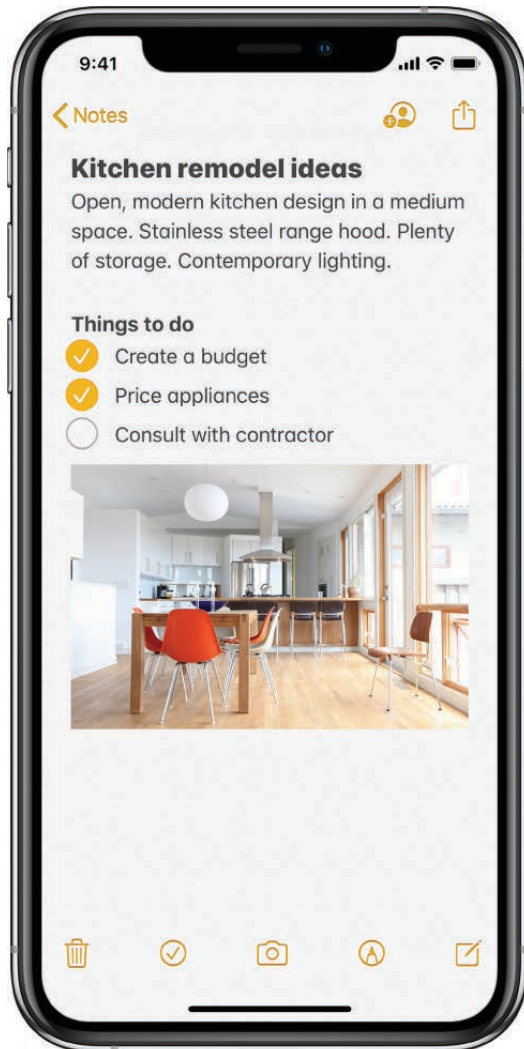 9:41
Notes
Kitchen remodel ideas
Open, modern kitchen design in a medium
space. Stainless steel range hood. Plenty
of storage. Contemporary lighting.
Things to do
Create a budget
Price appliances
Consult with contractor